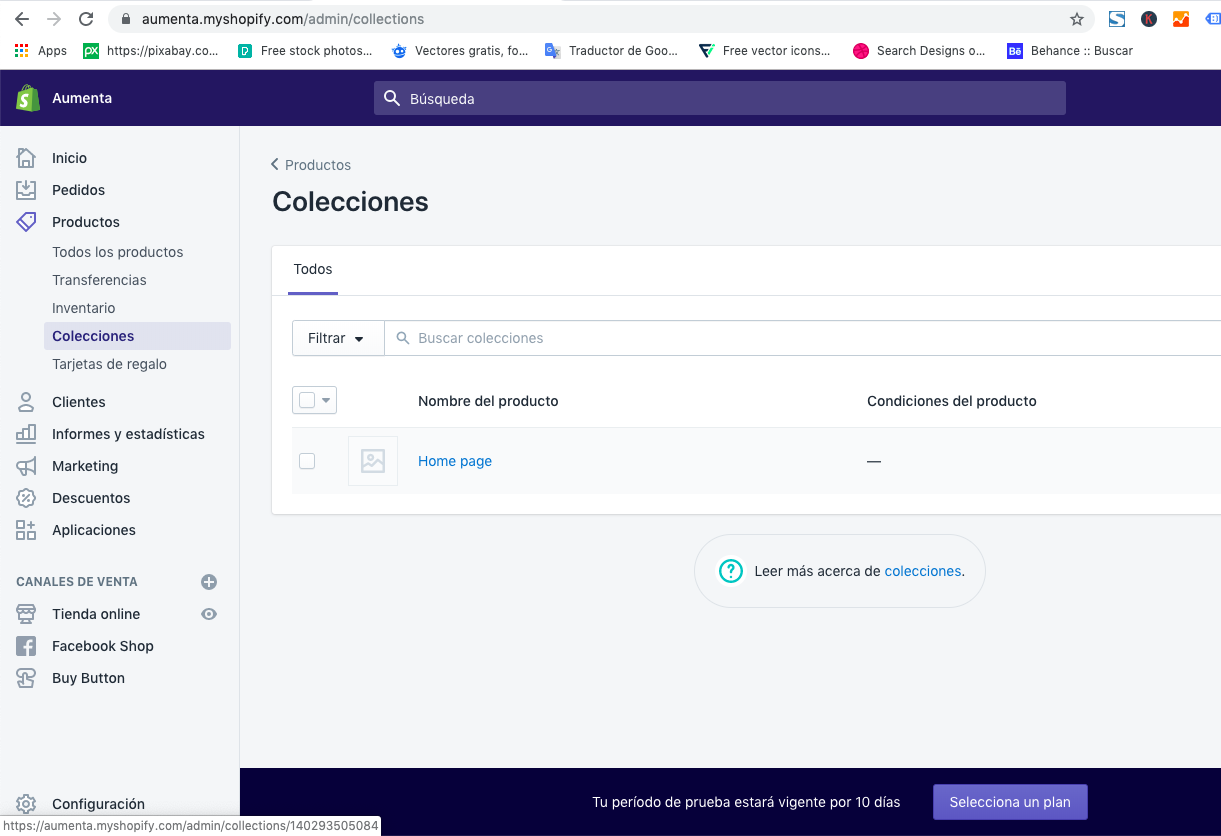 aumenta.myshopify.com/admin/collections
Apps
https://pixabay.co...
Free stock photos...
Vectores gratis, fo...
Traductor de Goo...
Free vector icons...
Search Designs o...
Behance :: Buscar
Aumenta
Búsqueda
Inicio
Pedidos
Productos
Todos los productos
Transferencias
Inventario
Colecciones
Tarjetas de regalo
Clientes
Informes y estadísticas
Marketing
Descuentos
Aplicaciones
CANALES DE VENTA
Tienda online
Facebook Shop
Buy Button
Configuración
https://aumenta.myshopify.com/admin/collections/140293505084
Productos
Colecciones
Todos
Filtrar
Buscar colecciones
Nombre del producto
Condiciones del producto
Home page
—
Leer más acerca de colecciones.
Tu período de prueba estará vigente por 10 días
Selecciona un plan